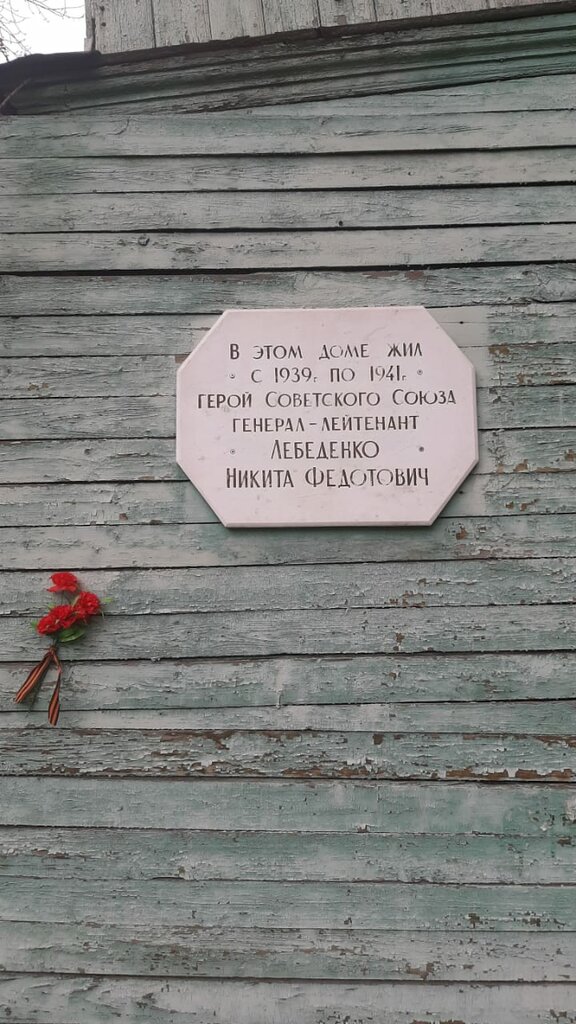 В ЭТОМ ДОМЕ ЖИЛ
С 1939г. ПО 1941г.
ГЕРОЙ СОВЕТСКОГО СОЮЗА
ГЕНЕРАЛ-ЛЕЙТЕНАНТ
ЛЕБЕДЕНКО
НИКИТА ФЕДОТОВИЧ